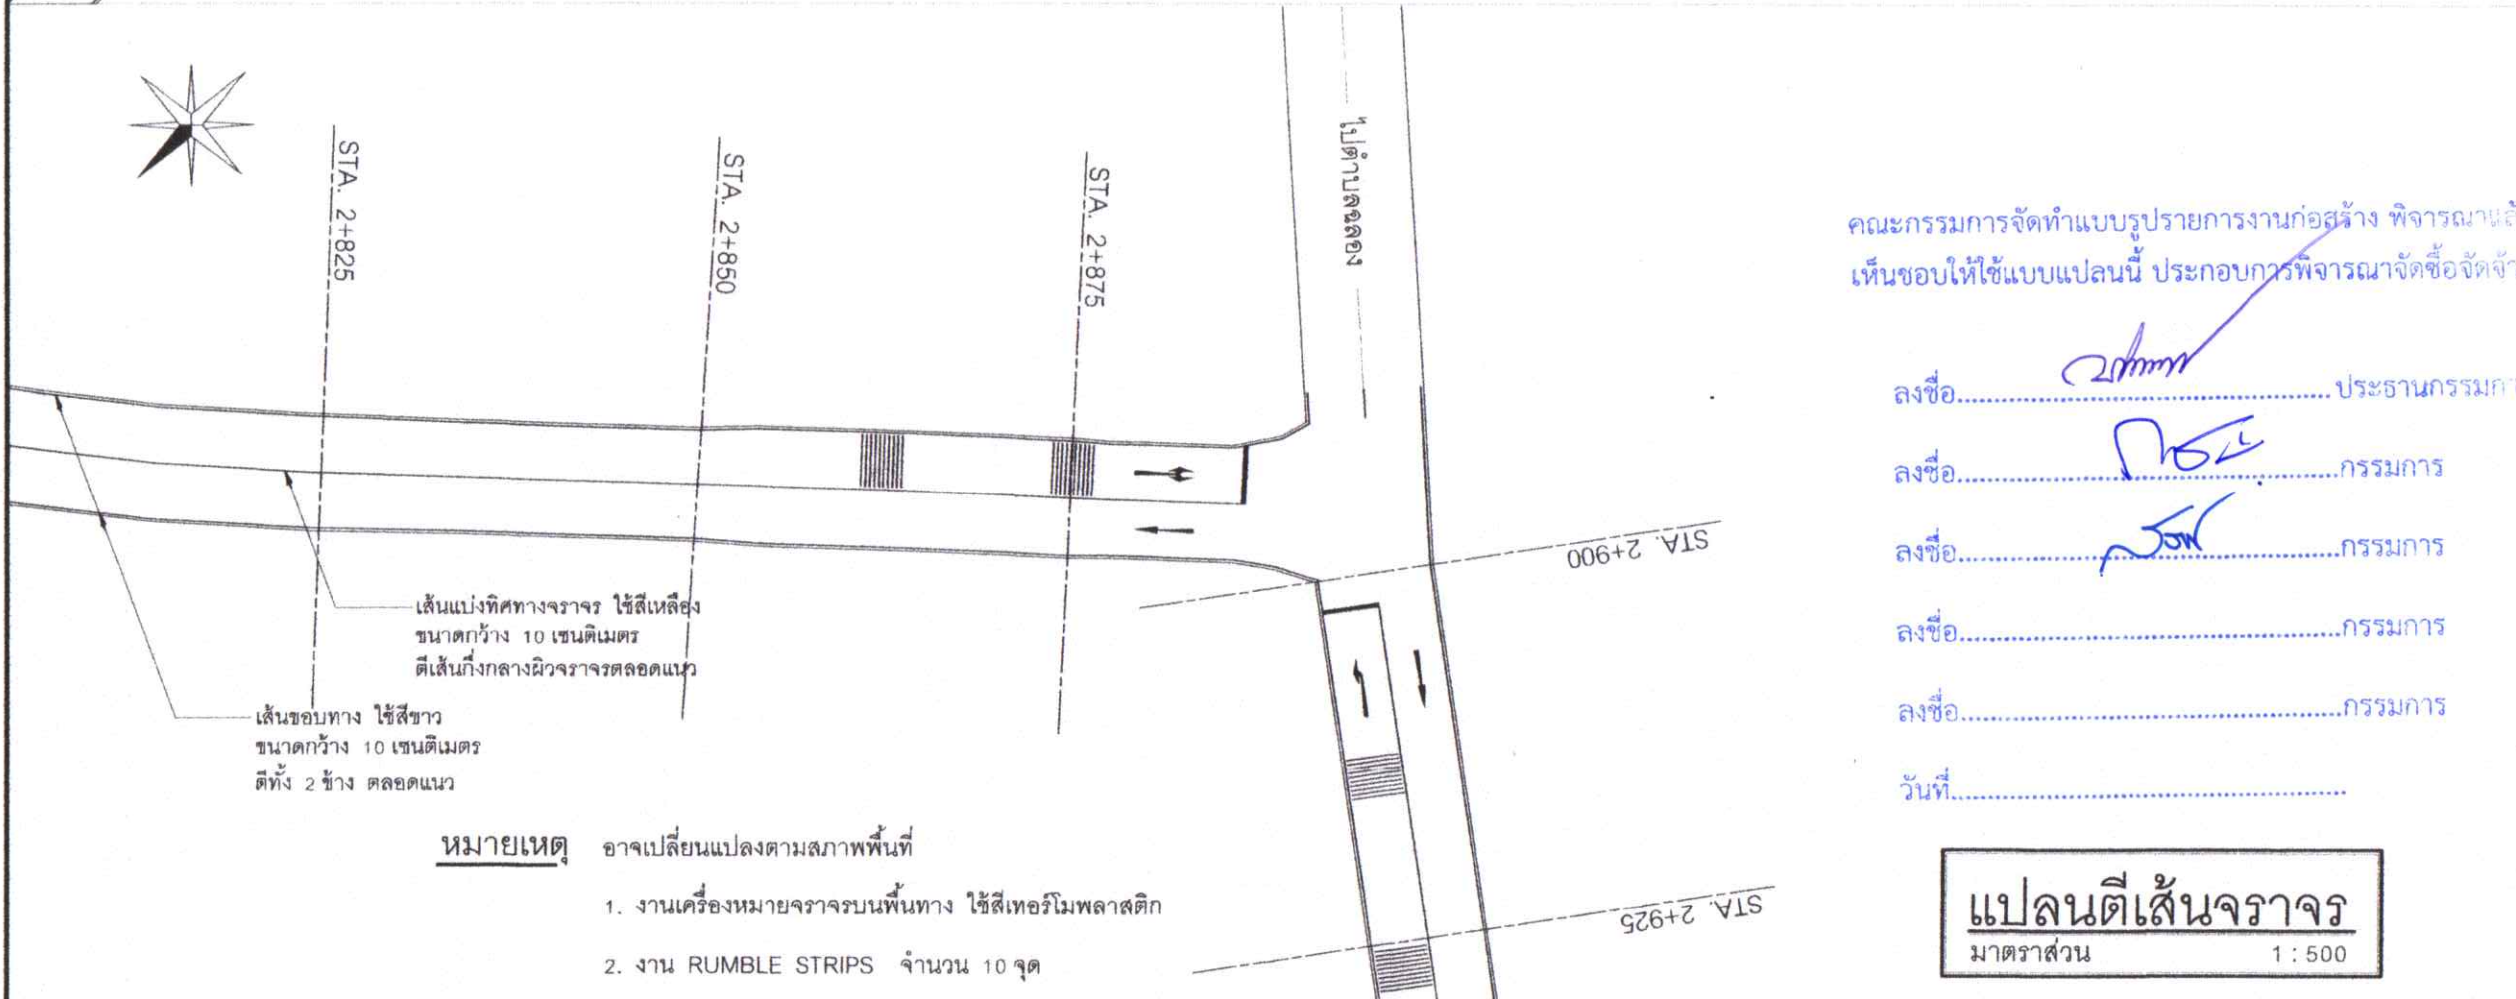 STA. 2+825
STA. 2+850
STA. 2+875
ไปตำบลฉลอง
STA. 2+900
STA. 2+925
เส้นแบ่งทิศทางจราจร ใช้สีเหลือง
ขนาดกว้าง 10 เซนติเมตร
ตีเส้นกึ่งกลางผิวจราจรตลอดแนว
เส้นขอบทาง ใช้สีขาว
ขนาดกว้าง 10 เซนติเมตร
ตีทั้ง 2 ข้าง ตลอดแนว
หมายเหตุ อาจเปลี่ยนแปลงตามสภาพพื้นที่
1. งานเครื่องหมายจราจรบนพื้นทาง ใช้สีเทอร์โมพลาสติก
2. งาน RUMBLE STRIPS จำนวน 10 จุด
คณะกรรมการจัดทำแบบรูปรายการงานก่อสร้าง พิจารณาแล้
เห็นชอบให้ใช้แบบแปลนนี้ ประกอบการพิจารณาจัดซื้อจัดจ้า
ลงชื่อ.......................................ประธานกรรมกา
ลงชื่อ.......................................กรรมการ
ลงชื่อ.......................................กรรมการ
ลงชื่อ.......................................กรรมการ
ลงชื่อ.......................................กรรมการ
วันที่.......................................
แปลนตีเส้นจราจร
มาตราส่วน 1 : 500